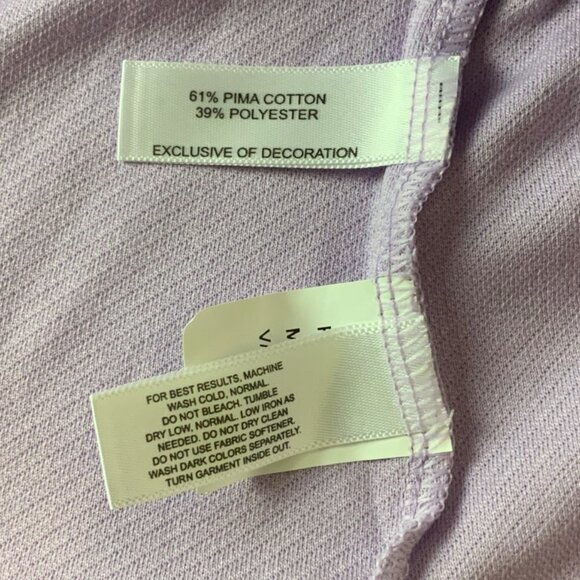 61% PIMA COTTON
39% POLYESTER
EXCLUSIVE OF DECORATION
FOR BEST RESULTS, MACHINE
WASH COLD, NORMAL.
DO NOT BLEACH. TUMBLE
DRY LOW, NORMAL. LOW IRON AS
NEEDED. DO NOT DRY CLEAN
DO NOT USE FABRIC SOFTENER.
WASH DARK COLORS SEPARATELY.
TURN GARMENT INSIDE OUT.